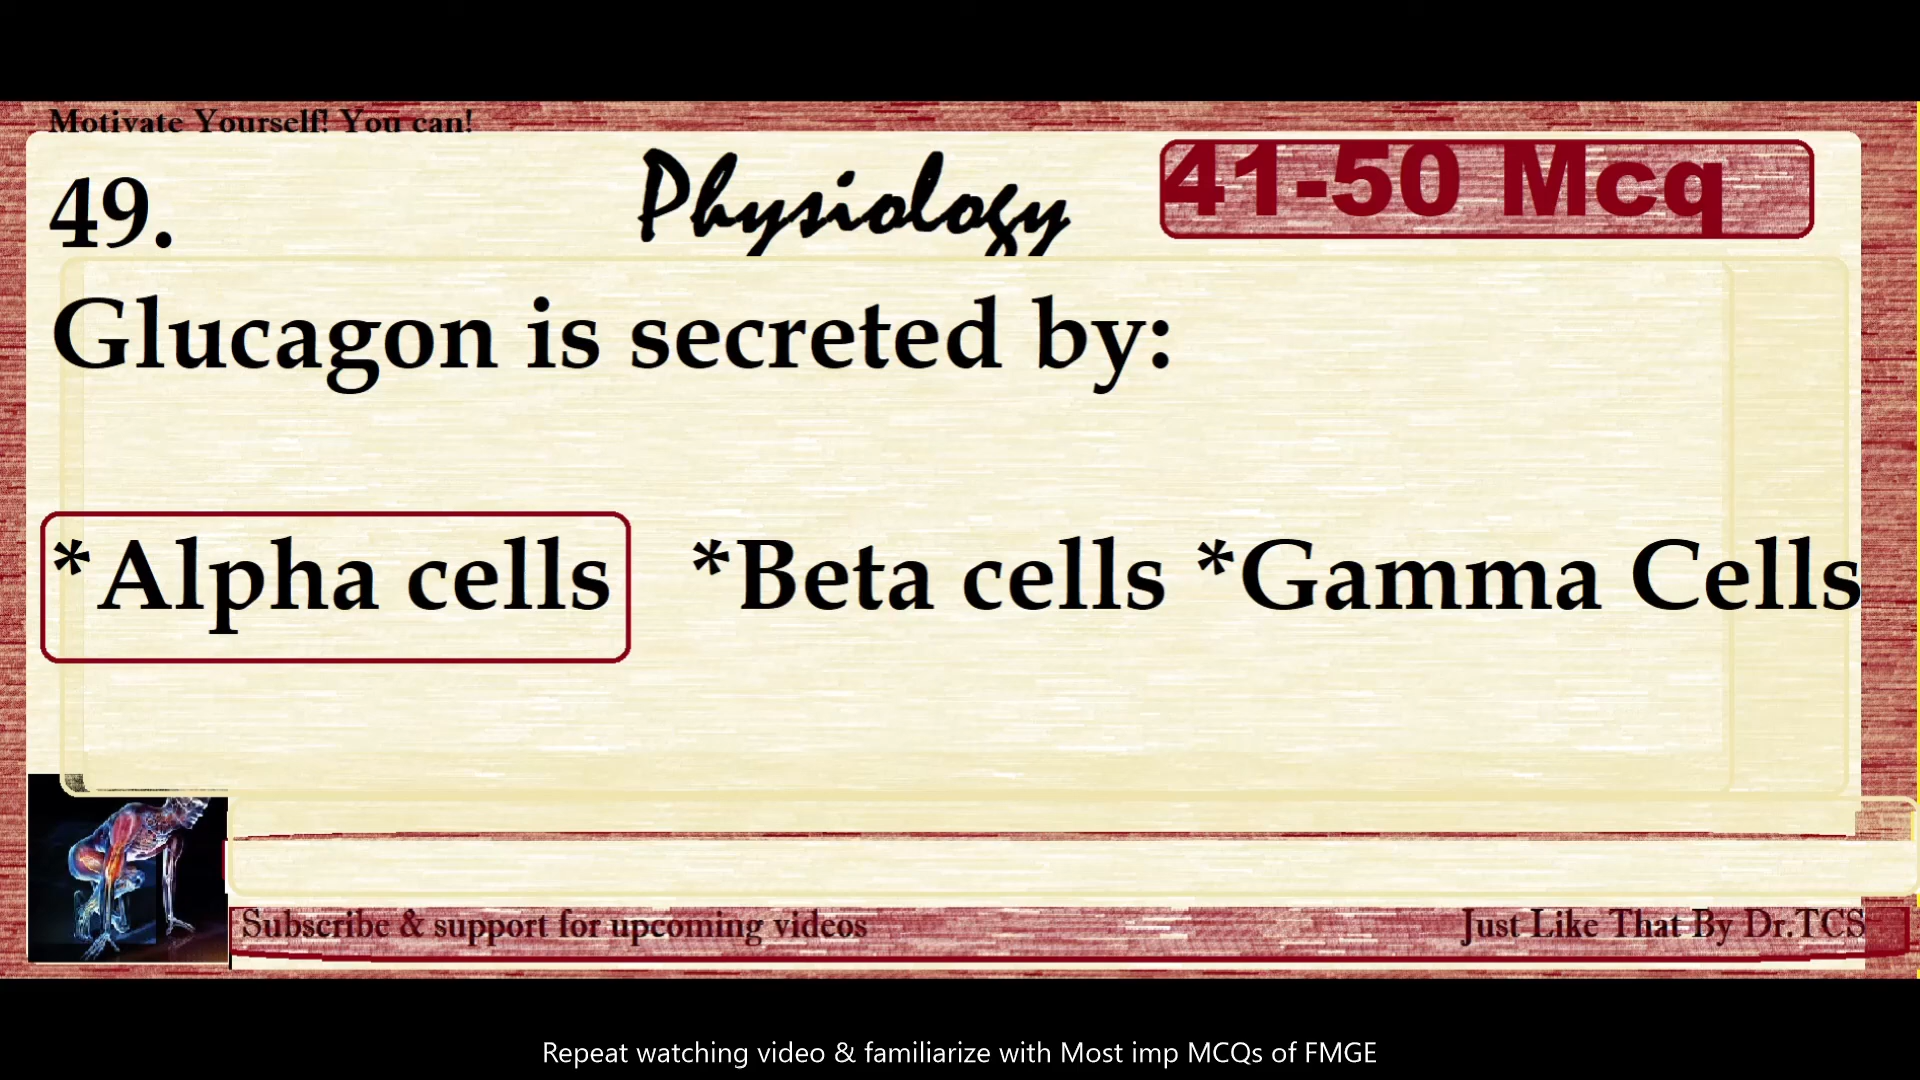 Motivate Yourself! You can!
49.
Physiology
41-50 Mcq
Glucagon is secreted by:
*Alpha cells *Beta cells *Gamma Cells
Subscribe & support for upcoming videos
Just Like That By Dr.TCS
Repeat watching video & familiarize with Most imp MCQs of FMGE